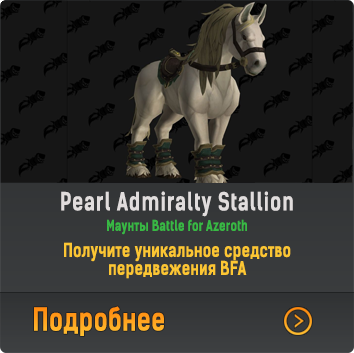 Pearl Admiralty Stallion
Маунты Battle for Azeroth
Получите уникальное средство
передвежения BFA
Подробнее